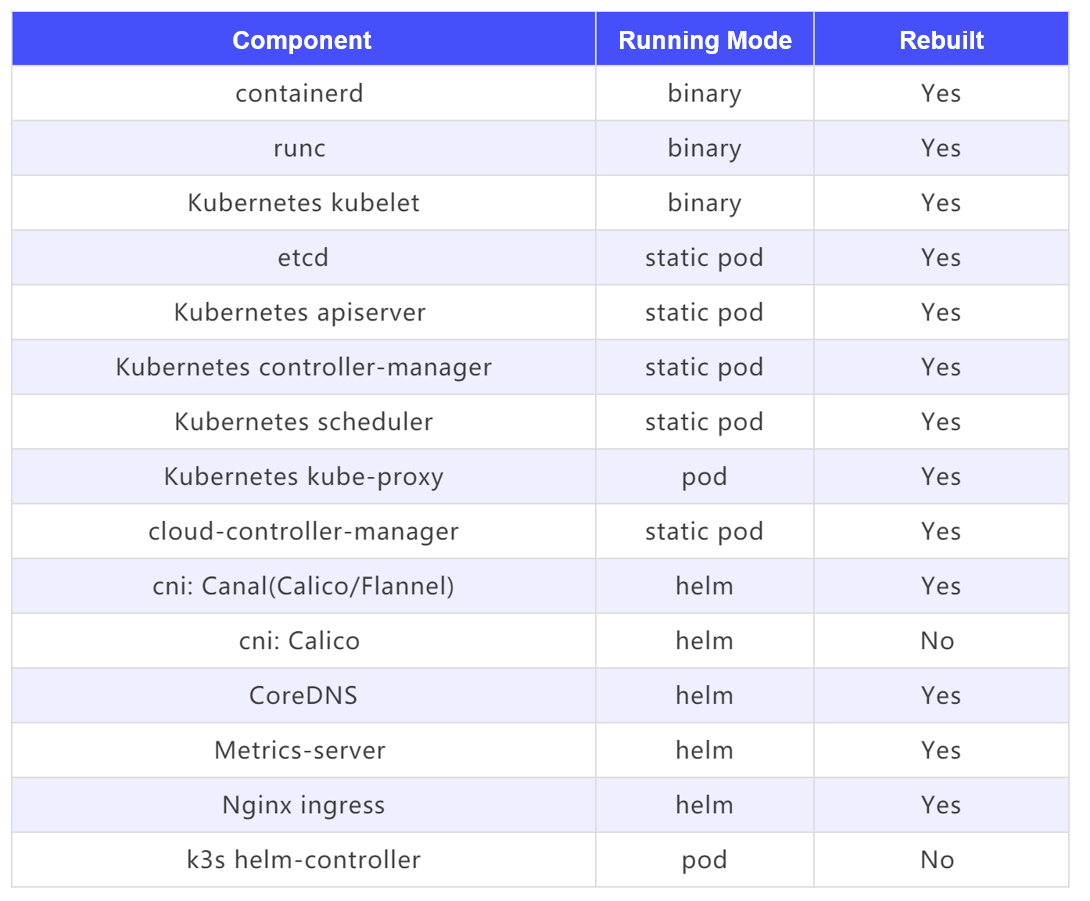 Component Running Mode Rebuilt
containerd binary Yes
runc binary Yes
Kubernetes kubelet binary Yes
etcd static pod Yes
Kubernetes apiserver static pod Yes
Kubernetes controller-manager static pod Yes
Kubernetes scheduler static pod Yes
Kubernetes kube-proxy pod Yes
cloud-controller-manager static pod Yes
cni: Canal(Calico/Flannel) helm Yes
cni: Calico helm No
CoreDNS helm Yes
Metrics-server helm Yes
Nginx ingress helm Yes
k3s helm-controller pod No